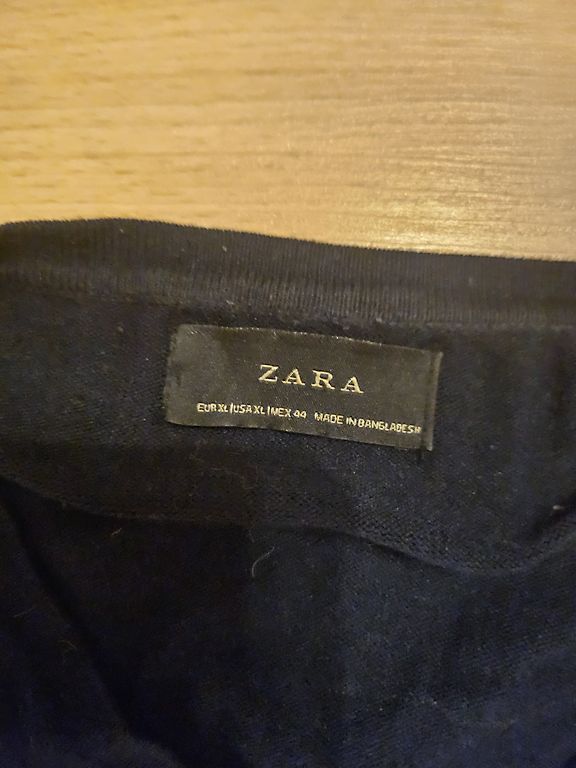 ZARA
EUR XL | USA XL | MEX 44 MADE IN BANGLADESH